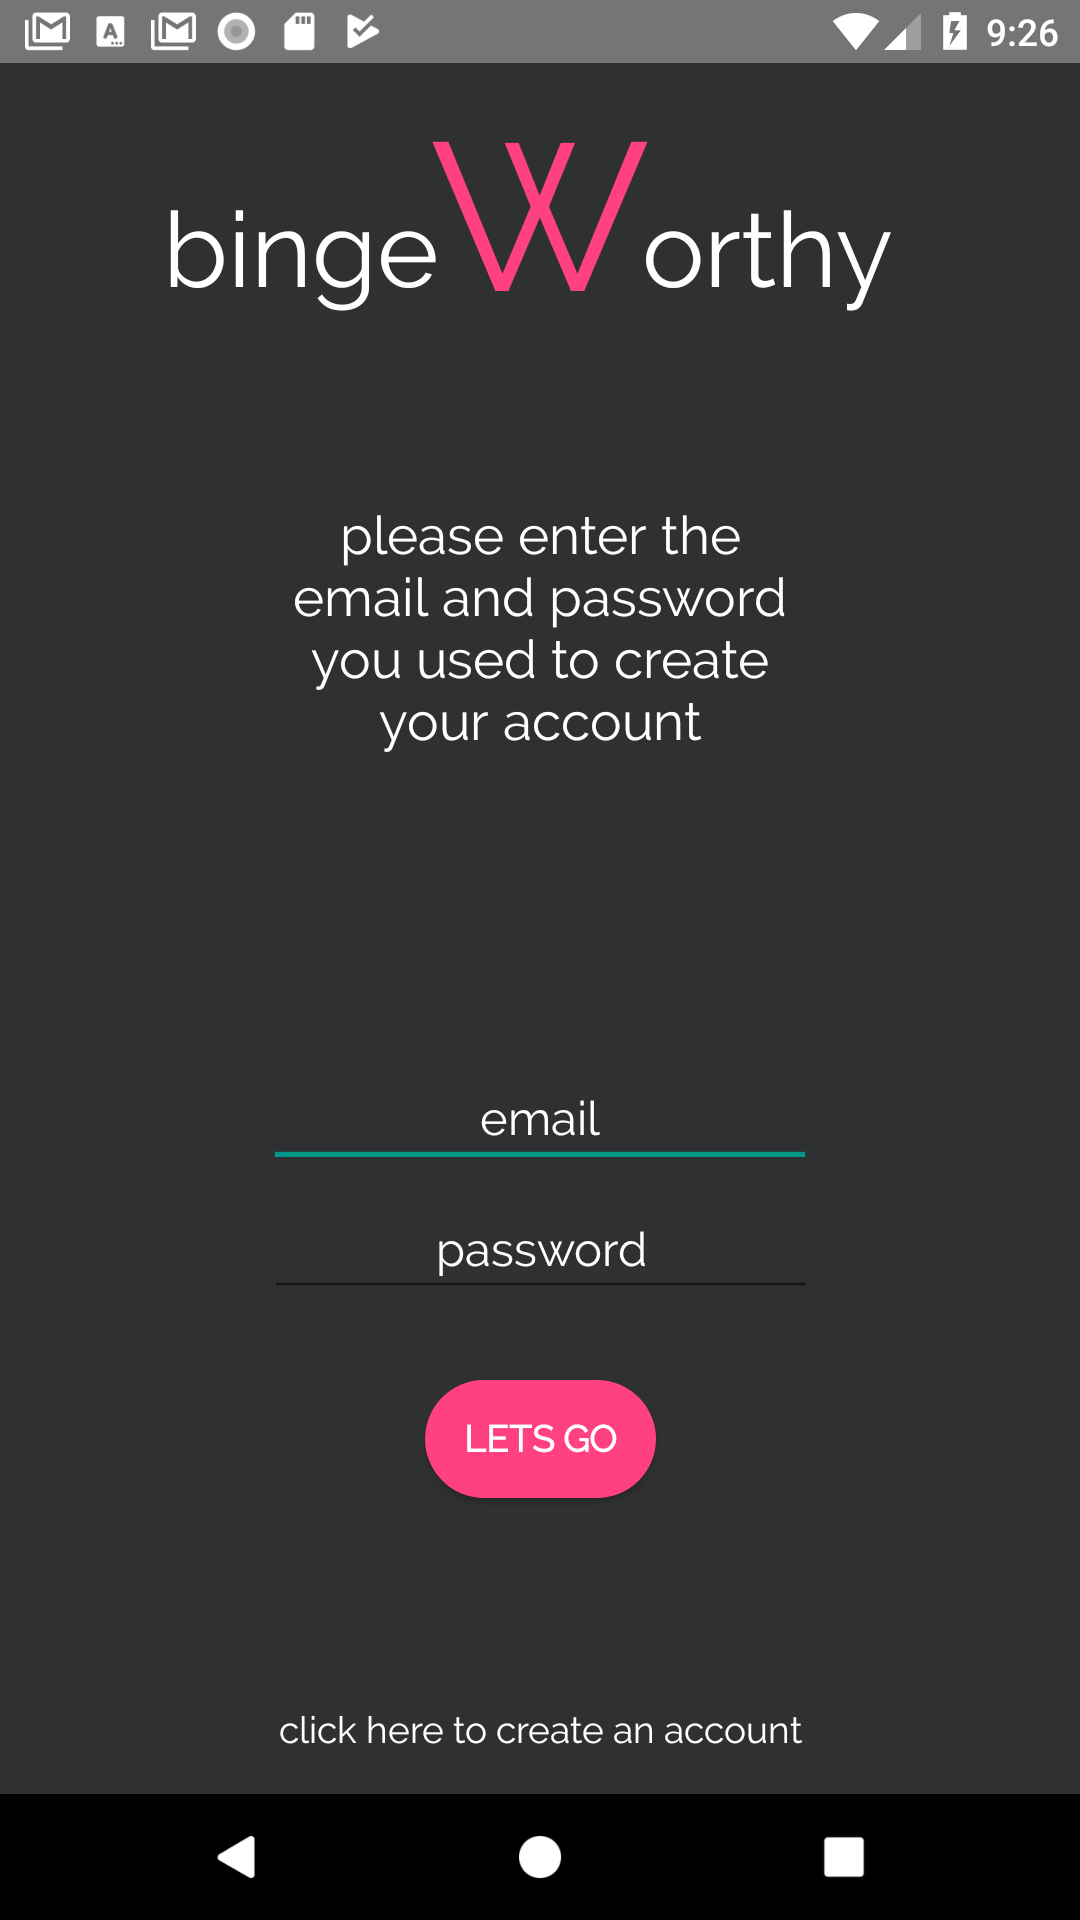 9:26
bingeWorthy
please enter the
email and password
you used to create
your account
email
password
LETS GO
click here to create an account